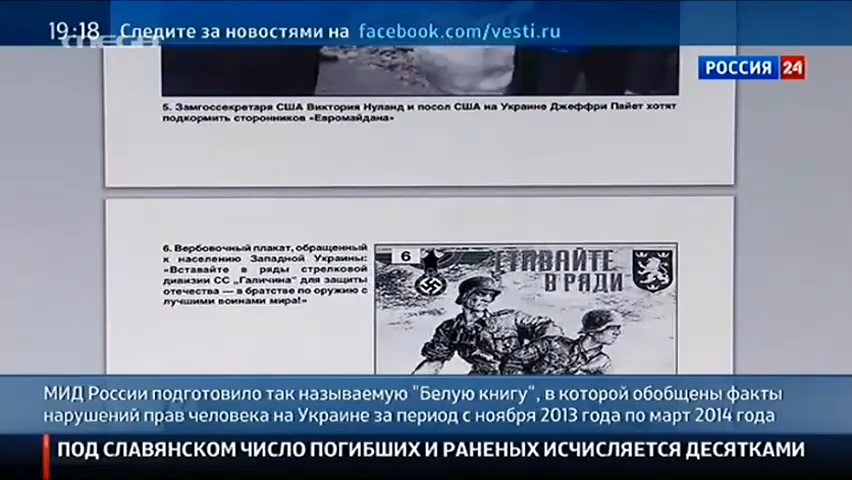 19:18 Следите за новостями на facebook.com/vesti.ru
РОССИЯ 24
5. Замгоссекретаря США Виктория Нуланд и посол США на Украине Джеффри Пайет хотят
подкормить сторонников «Евромайдана»
6. Вербовочный плакат, обращенный
к населению Западной Украины:
«Вставайте в ряды стрелковой
дивизии СС „Галичина" для защиты
отечества — в братстве по оружию с
лучшими воинами мира!»
6
СТАВАЙТЕ
В РЯДИ
МИД России подготовило так называемую "Белую книгу", в которой обобщены факты
нарушений прав человека на Украине за период с ноября 2013 года по март 2014 года
ПОД СЛАВЯНСКОМ ЧИСЛО ПОГИБШИХ И РАНЕНЫХ ИСЧИСЛЯЕТСЯ ДЕСЯТКАМИ